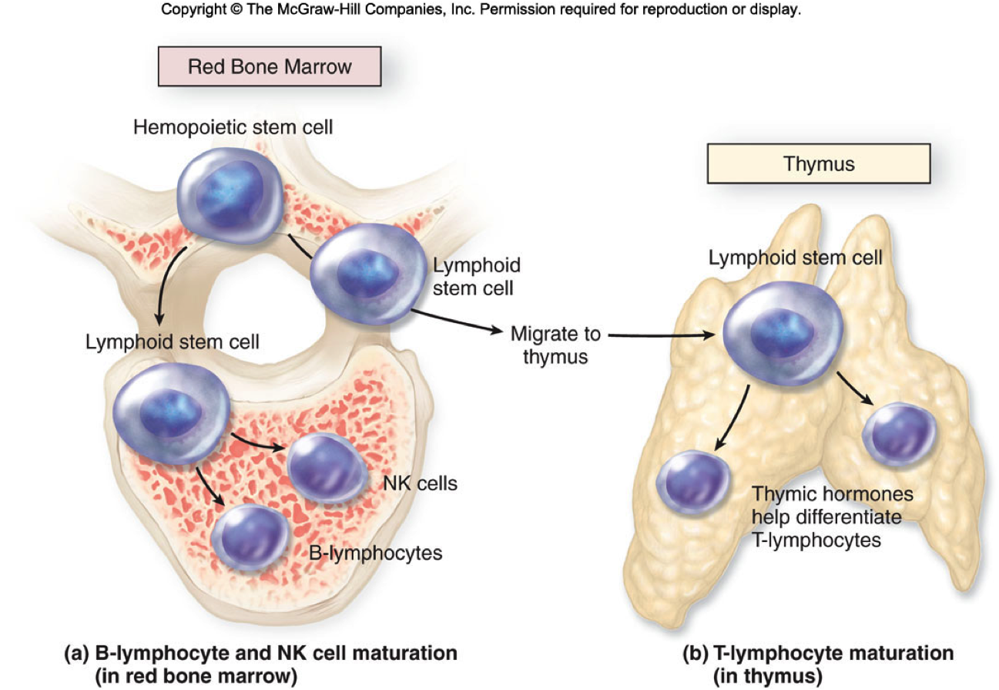 Copyright © The McGraw-Hill Companies, Inc. Permission required for reproduction or display.
Red Bone Marrow
Hemopoietic stem cell
Lymphoid
stem cell
Lymphoid stem cell
NK cells
B-lymphocytes
(a) B-lymphocyte and NK cell maturation
(in red bone marrow)
Migrate to
thymus
Thymus
Lymphoid stem cell
Thymic hormones
help differentiate
T-lymphocytes
(b) T-lymphocyte maturation
(in thymus)